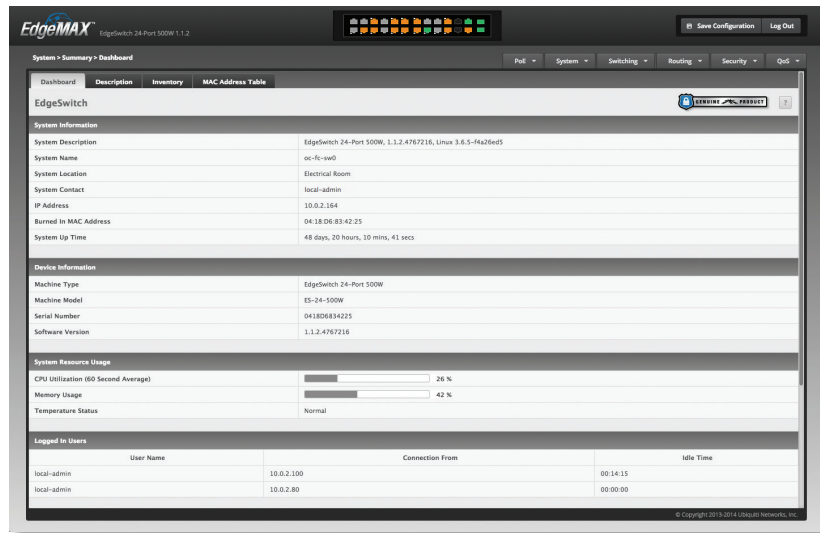 EdgeMAX™ EdgeSwitch 24-Port 500W 1.1.2
Save Configuration Log Out
System > Summary > Dashboard
PoE System Switching Routing Security QoS
Dashboard Description Inventory MAC Address Table
EdgeSwitch
GENUINE PRODUCT ?
System Information
System Description EdgeSwitch 24-Port 500W, 1.1.2.4767216, Linux 3.6.5-f4a26ed5
System Name oc-fc-sw0
System Location Electrical Room
System Contact local-admin
IP Address 10.0.2.164
Burned In MAC Address 04:18:D6:83:42:25
System Up Time 48 days, 20 hours, 10 mins, 41 secs
Device Information
Machine Type EdgeSwitch 24-Port 500W
Machine Model ES-24-500W
Serial Number 0418D6834225
Software Version 1.1.2.4767216
System Resource Usage
CPU Utilization (60 Second Average) 26 %
Memory Usage 42 %
Temperature Status Normal
Logged In Users
User Name Connection From Idle Time
local-admin 10.0.2.100 00:14:15
local-admin 10.0.2.80 00:00:00
© Copyright 2013-2014 Ubiquiti Networks, Inc.